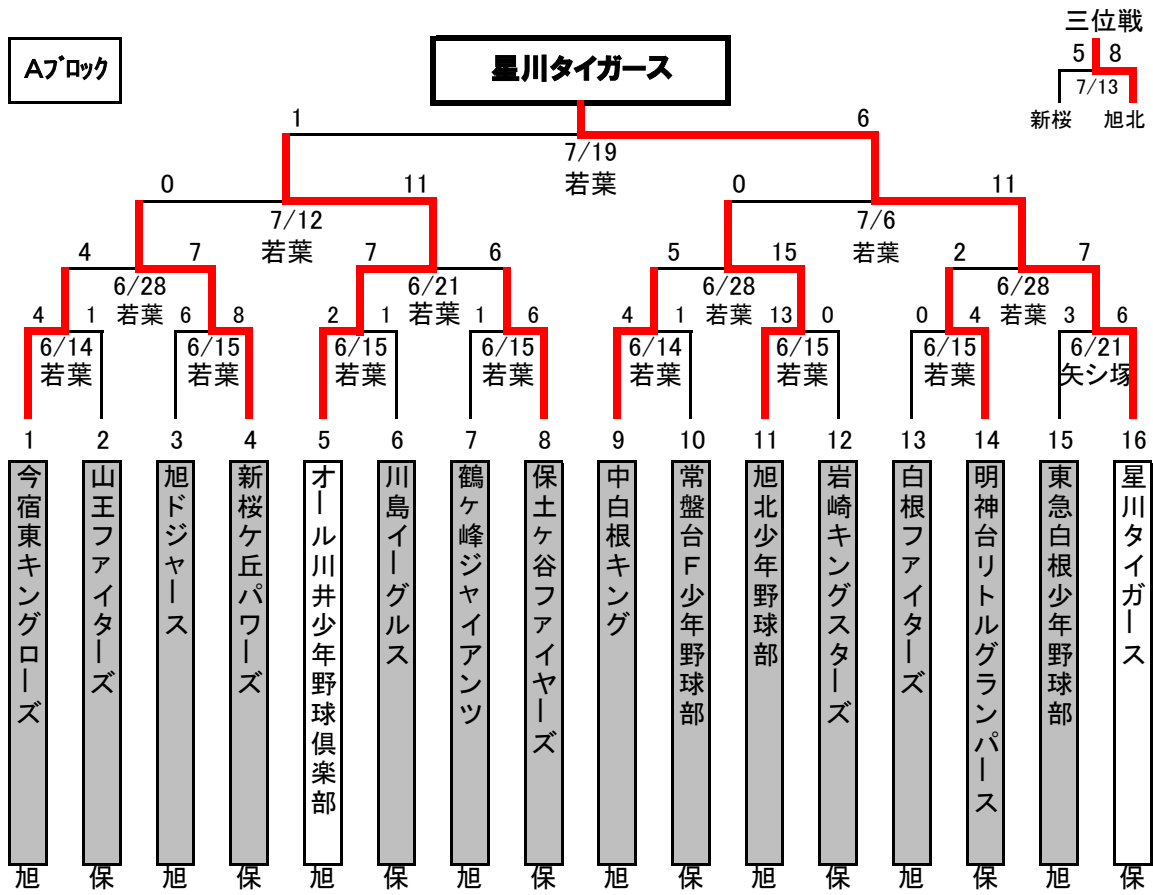 Aブロック
星川タイガース
三位戦
5 8
7/13
新桜 旭北
1 6
7/19
若葉
0 11 0 11
7/12 7/6
若葉 若葉
4 7 7 6 5 15 2 7
6/28 6/21 6/28 6/28
若葉 若葉 若葉 若葉
4 1 6 8 2 1 1 6 4 1 13 0 0 4 3 6
6/14 6/15 6/15 6/15 6/14 6/15 6/15 6/21
若葉 若葉 若葉 若葉 若葉 若葉 若葉 矢シ塚
1 2 3 4 5 6 7 8 9 10 11 12 13 14 15 16
今宿東キングローズ
山王ファイターズ
旭ドジャース
新桜ケ丘パワーズ
オール川井少年野球倶楽部
川島イーグルス
鶴ケ峰ジャイアンツ
保土ケ谷ファイヤーズ
中白根キング
常盤台F少年野球部
旭北少年野球部
岩崎キングスターズ
白根ファイターズ
明神台リトルグランパース
東急白根少年野球部
星川タイガース
旭 保 旭 保 旭 保 旭 保 旭 保 旭 保 旭 保 旭 保